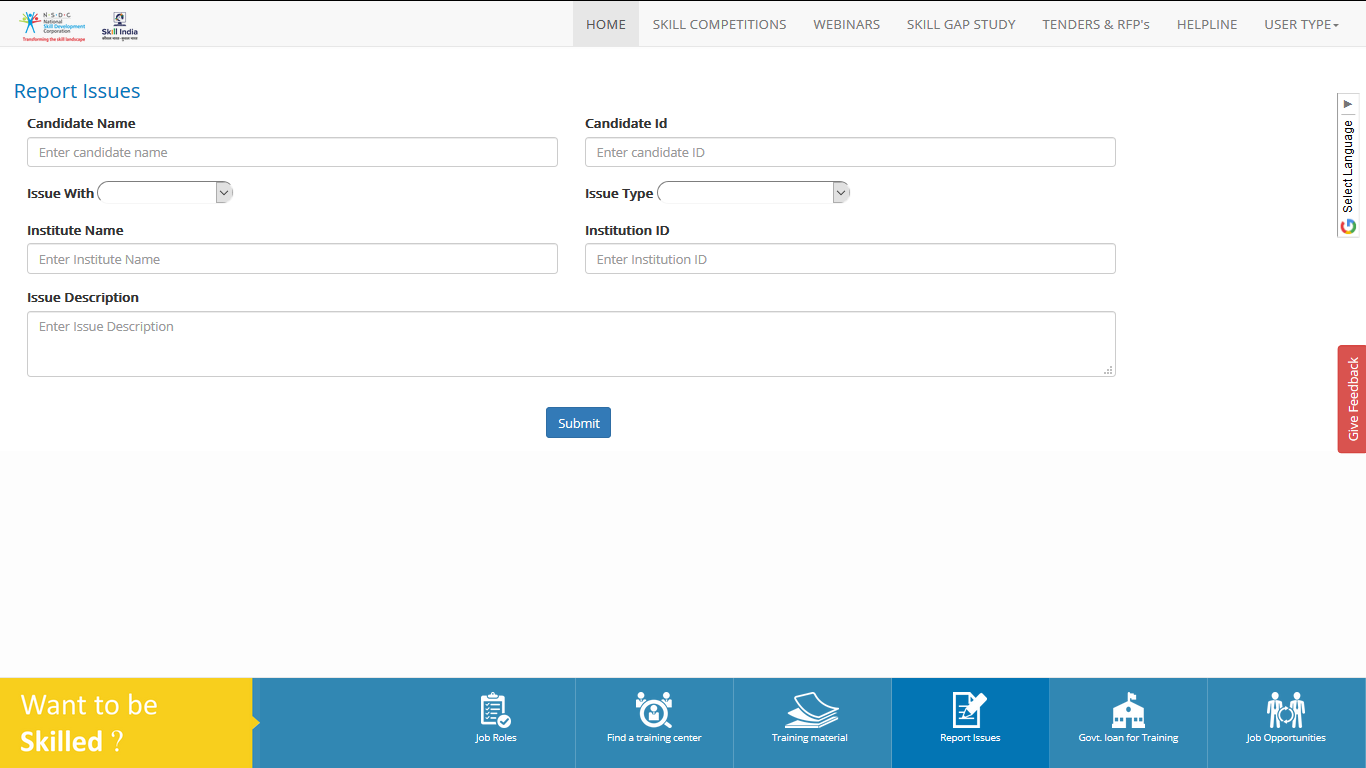 N·S·D·C
National
Skill Development
Corporation
Transforming the skill landscape
Skill India
कौशल भारत - कुशल भारत
HOME
SKILL COMPETITIONS
WEBINARS
SKILL GAP STUDY
TENDERS & RFP's
HELPLINE
USER TYPE
Report Issues
Candidate Name
Candidate Id
Enter candidate name
Enter candidate ID
Issue With
Issue Type
Institute Name
Institution ID
Enter Institute Name
Enter Institution ID
Issue Description
Enter Issue Description
Submit
Select Language
Give Feedback
Want to be
Skilled ?
Job Roles
Find a training center
Training material
Report Issues
Govt. loan for Training
Job Opportunities